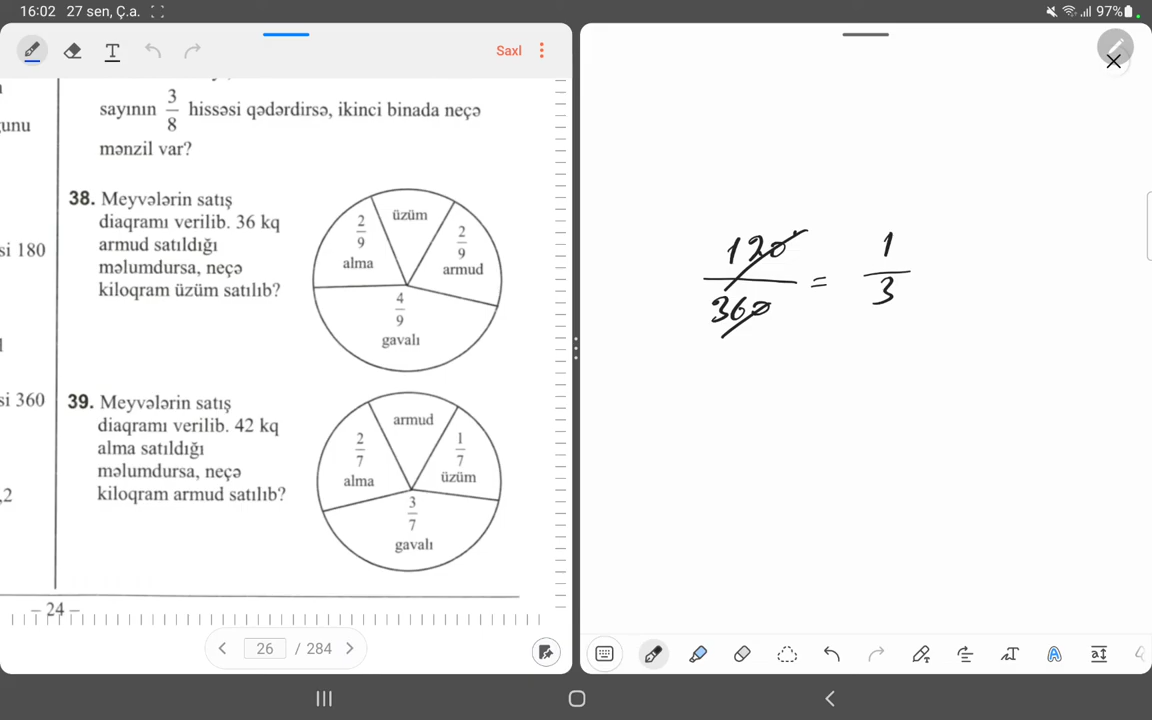 16:02 27 sen, Ç.a.
97%
T
Saxl
ğunu
si 180
1
si 360
,2
sayının 3/8 hissəsi qədərdirsə, ikinci binada neçə
mənzil var?
38. Meyvələrin satış
diaqramı verilib. 36 kq
armud satıldığı
məlumdursa, neçə
kiloqram üzüm satılıb?
üzüm
2/9
alma
2/9
armud
4/9
gavalı
39. Meyvələrin satış
diaqramı verilib. 42 kq
alma satıldığı
məlumdursa, neçə
kiloqram armud satılıb?
armud
2/7
alma
1/7
üzüm
3/7
gavalı
– 24 –
26 / 284
120/360 = 1/3